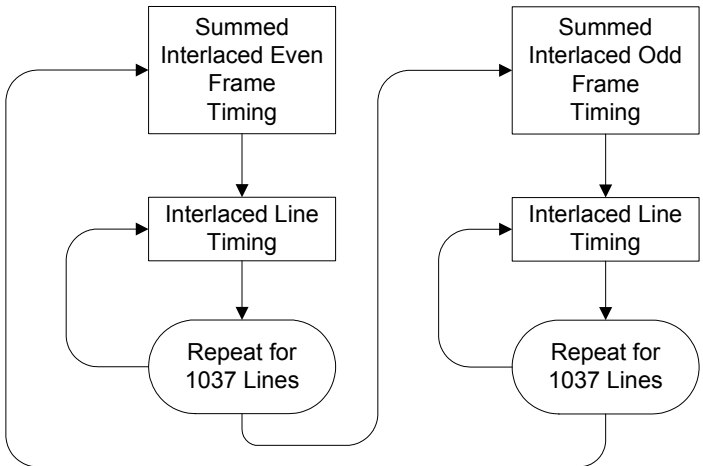 Summed
Interlaced Even
Frame
Timing
Interlaced Line
Timing
Repeat for
1037 Lines
Summed
Interlaced Odd
Frame
Timing
Interlaced Line
Timing
Repeat for
1037 Lines